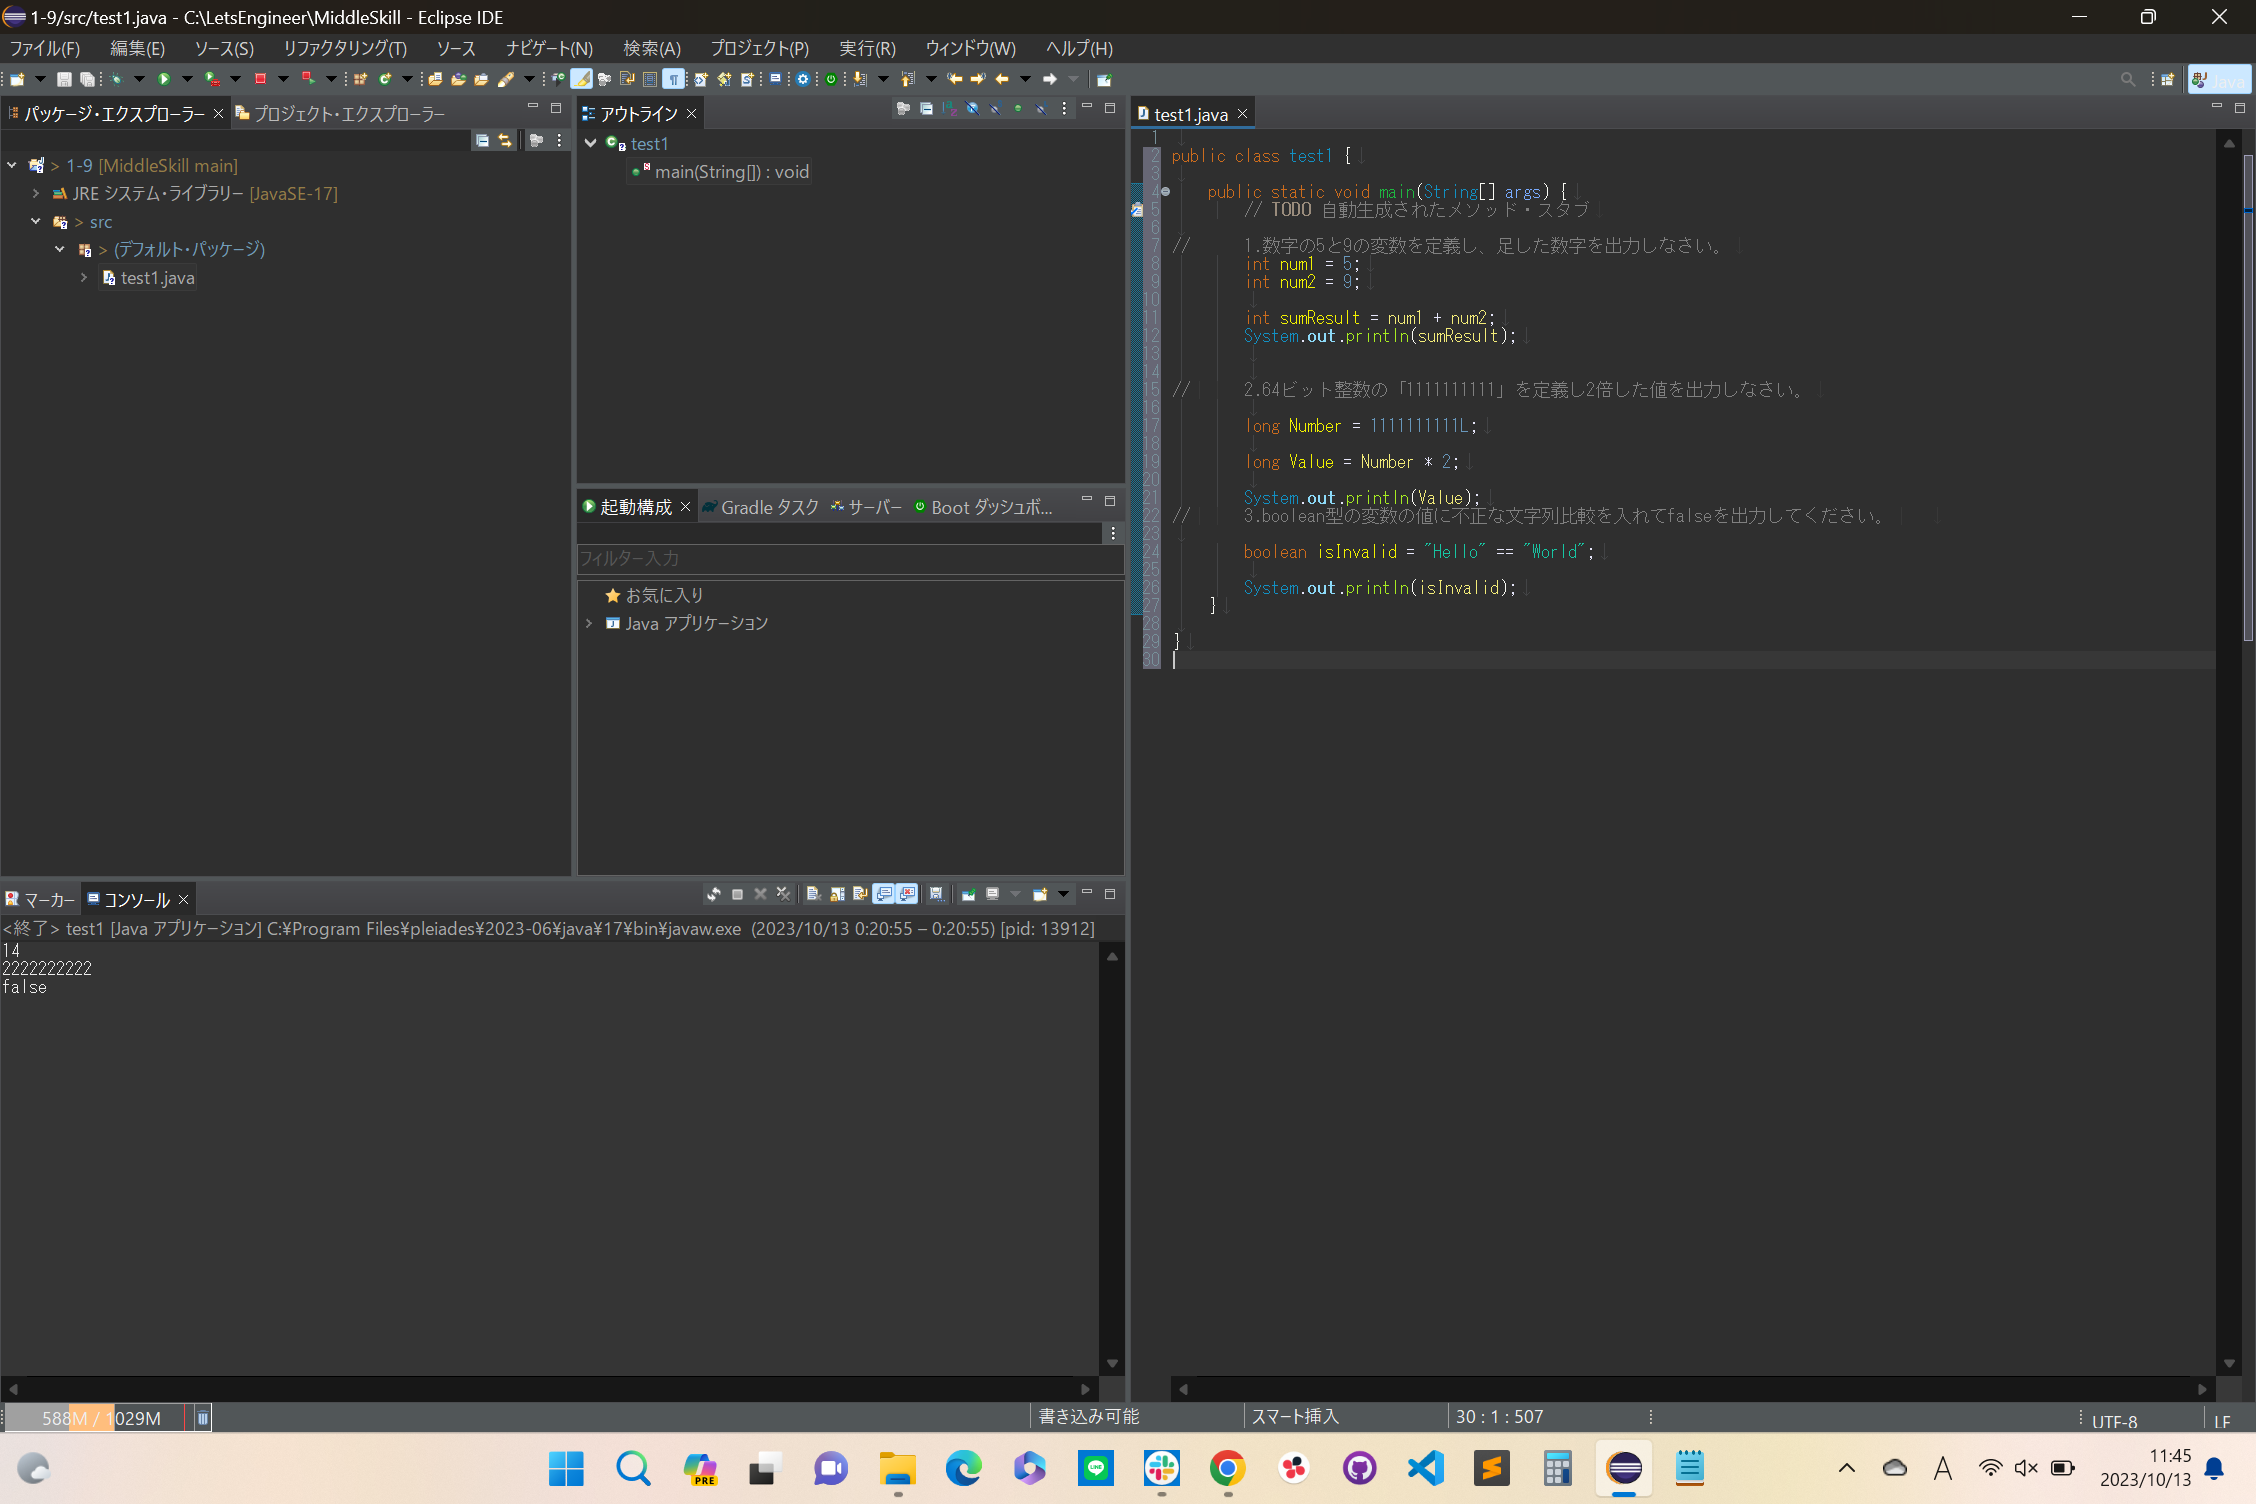 1-9/src/test1.java - C:\LetsEngineer\MiddleSkill - Eclipse IDE
ファイル(F) 編集(E) ソース(S) リファクタリング(T) ソース ナビゲート(N) 検索(A) プロジェクト(P) 実行(R) ウィンドウ(W) ヘルプ(H)
Java
パッケージ・エクスプローラー プロジェクト・エクスプローラー
> 1-9 [MiddleSkill main]
JRE システム・ライブラリー [JavaSE-17]
> src
> (デフォルト・パッケージ)
test1.java
アウトライン
test1
main(String[]) : void
起動構成 Gradle タスク サーバー Boot ダッシュボ...
フィルター入力
お気に入り
Java アプリケーション
test1.java
1
2 public class test1 {
3
4 public static void main(String[] args) {
5 // TODO 自動生成されたメソッド・スタブ
6
7 // 1.数字の5と9の変数を定義し、足した数字を出力しなさい。
8 int num1 = 5;
9 int num2 = 9;
10
11 int sumResult = num1 + num2;
12 System.out.println(sumResult);
13
14
15 // 2.64ビット整数の「1111111111」を定義し2倍した値を出力しなさい。
16
17 long Number = 1111111111L;
18
19 long Value = Number * 2;
20
21 System.out.println(Value);
22 // 3.boolean型の変数の値に不正な文字列比較を入れてfalseを出力してください。
23
24 boolean isInvalid = "Hello" == "World";
25
26 System.out.println(isInvalid);
27 }
28
29 }
30
マーカー コンソール
<終了> test1 [Java アプリケーション] C:¥Program Files¥pleiades¥2023-06¥java¥17¥bin¥javaw.exe (2023/10/13 0:20:55 – 0:20:55) [pid: 13912]
14
2222222222
false
588M / 1029M
書き込み可能 スマート挿入 30 : 1 : 507 UTF-8 LF
PRE
LINE
A
11:45
2023/10/13